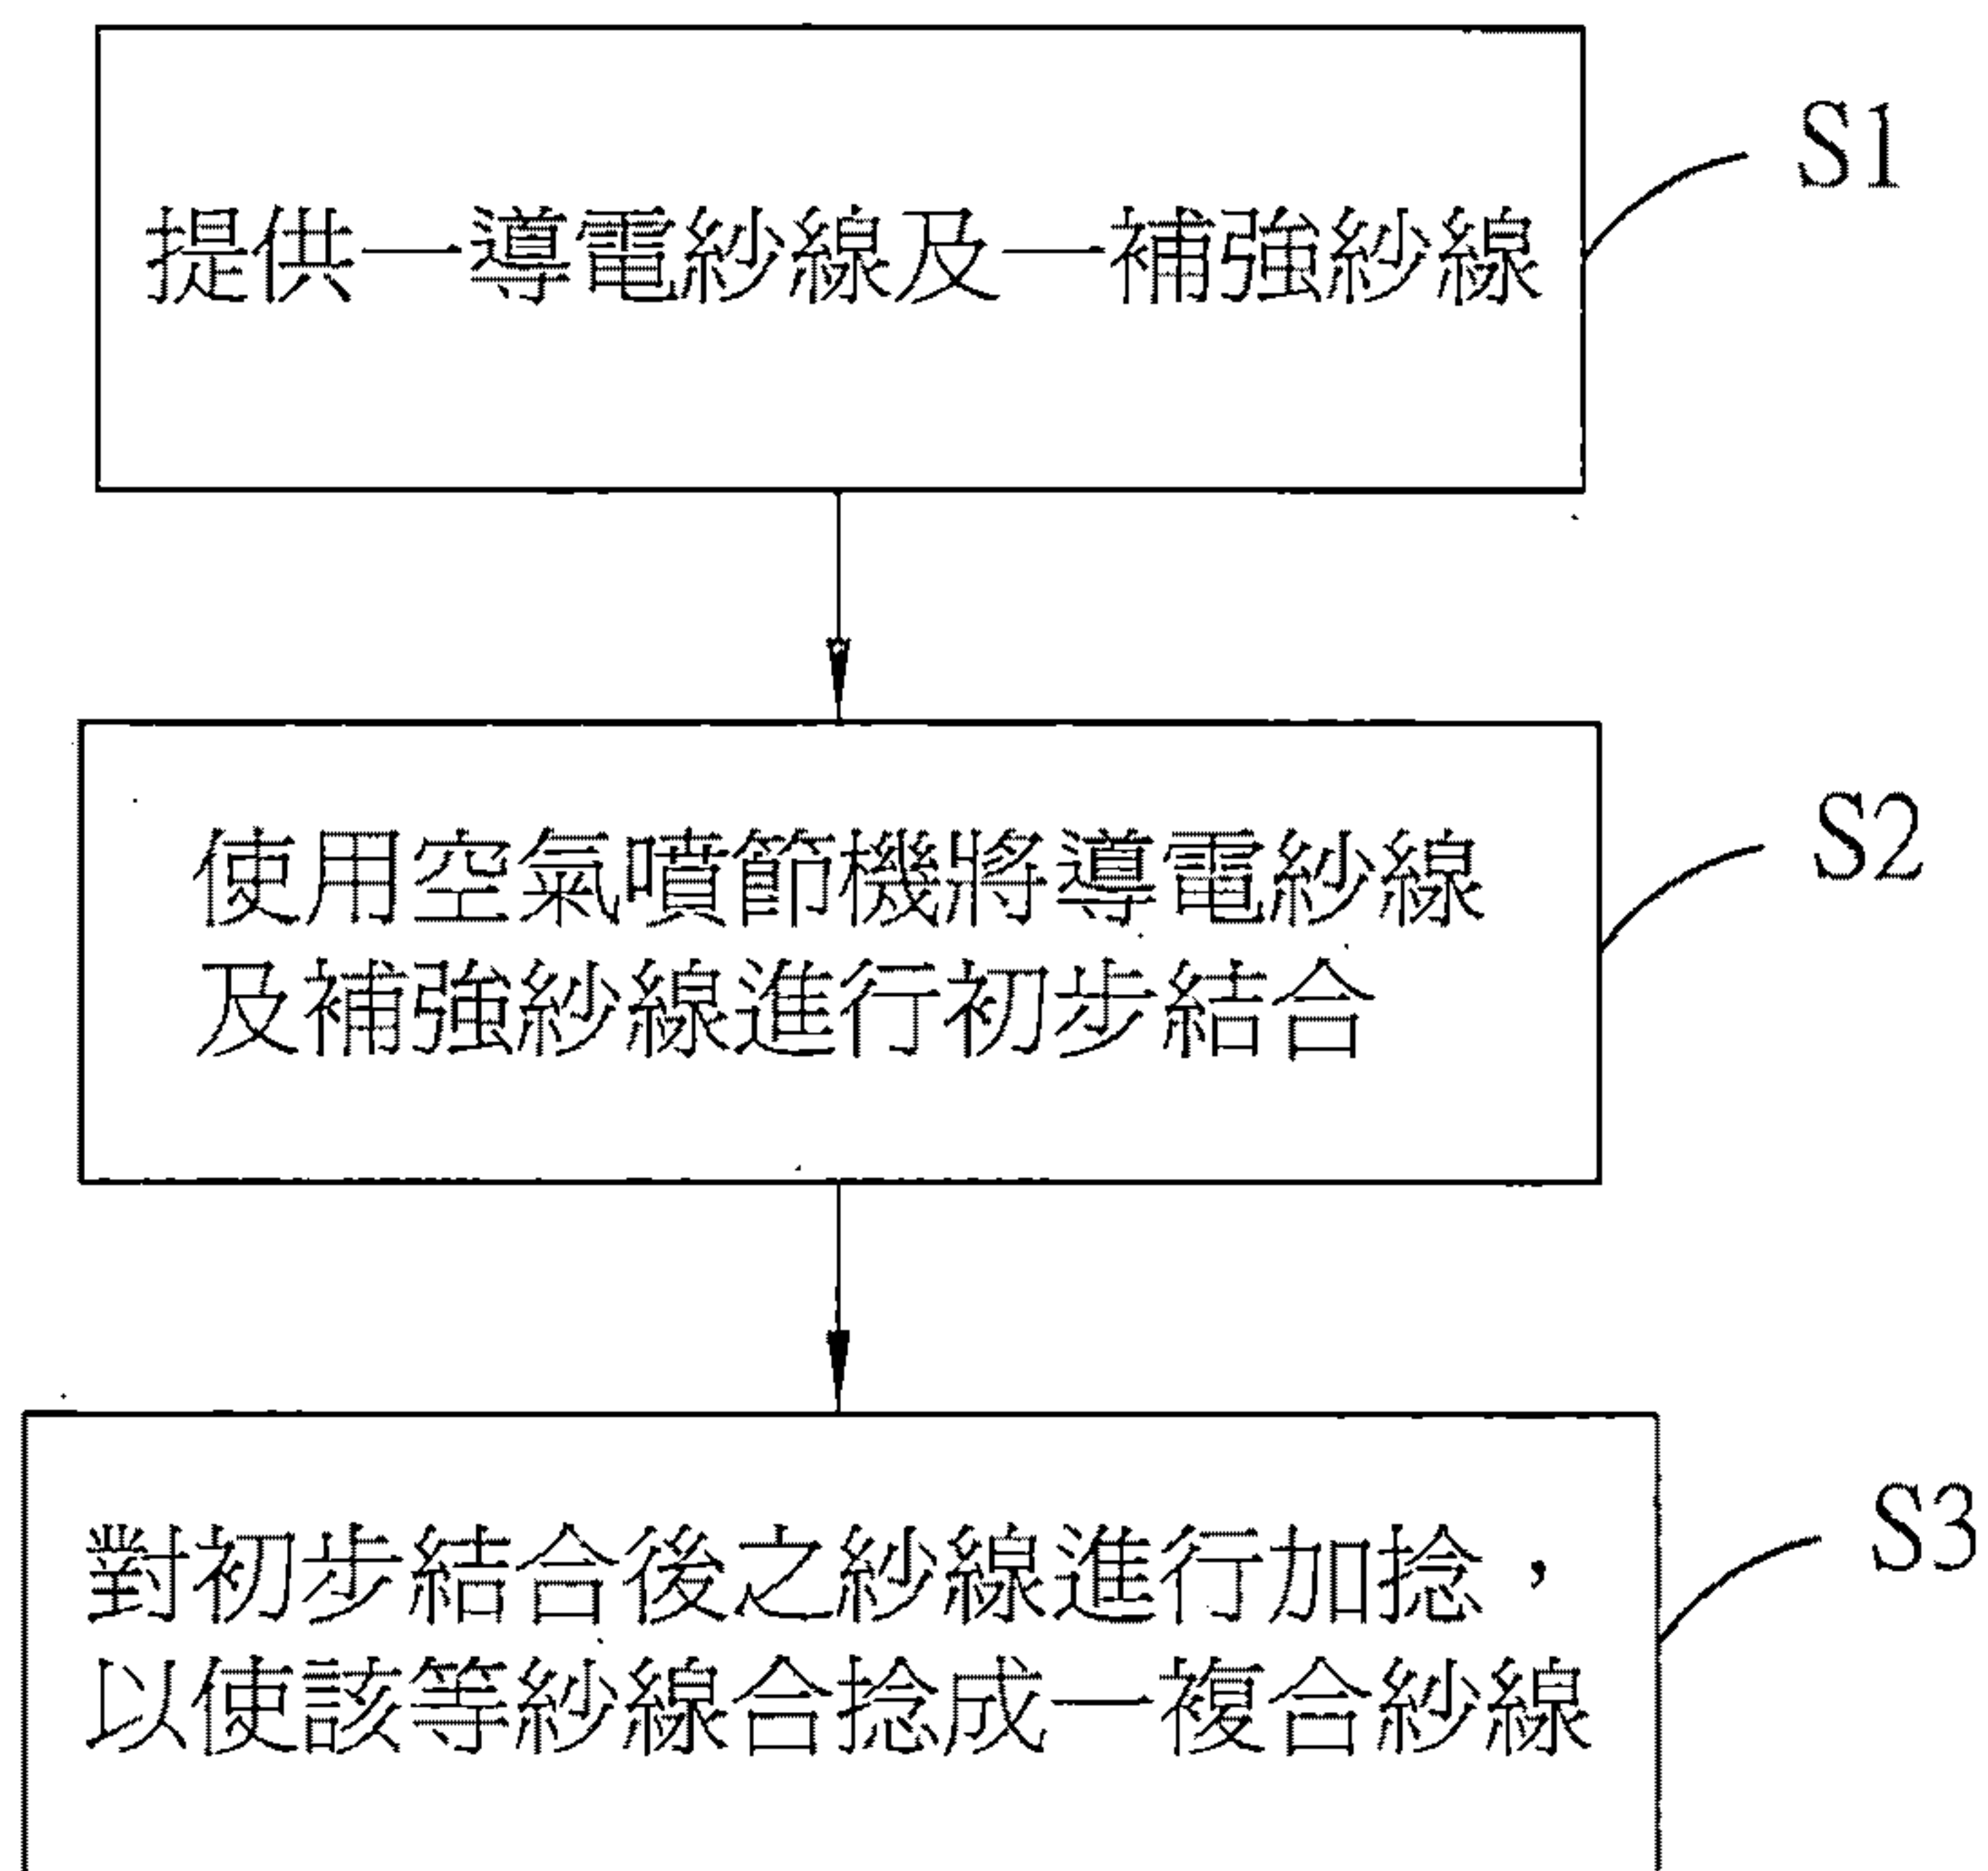 S1
提供一導電紗線及一補強紗線
S2
使用空氣噴節機將導電紗線
及補強紗線進行初步結合
S3
對初步結合後之紗線進行加捻，
以使該等紗線合捻成一複合紗線